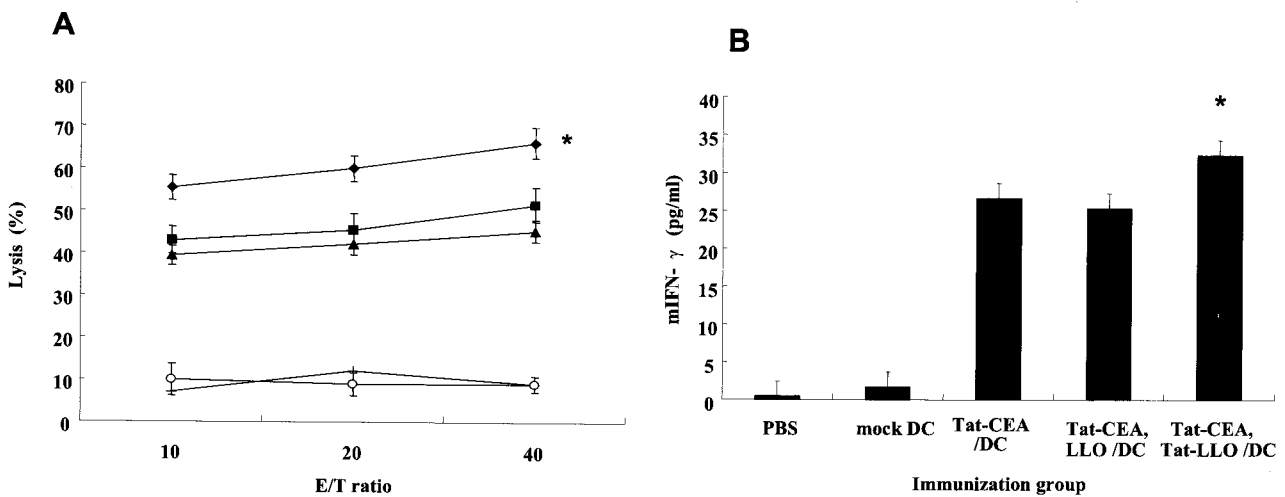 A
80
70
60
50
40
30
20
10
0
Lysis (%)
*
10 20 40
E/T ratio
B
40
35
30
25
20
15
10
5
0
mIFN- γ (pg/ml)
*
PBS
mock DC
Tat-CEA
/DC
Tat-CEA,
LLO /DC
Tat-CEA,
Tat-LLO /DC
Immunization group